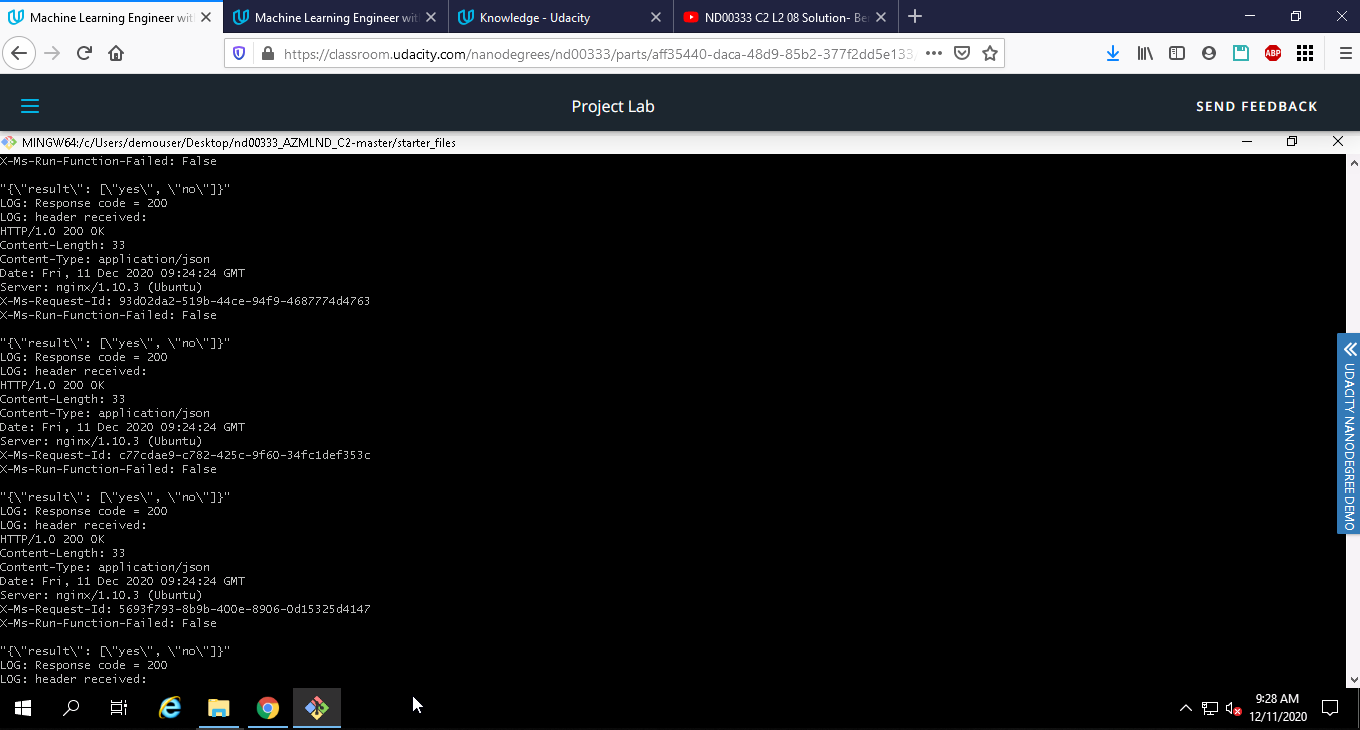 Machine Learning Engineer wit
Machine Learning Engineer wit
Knowledge - Udacity
ND00333 C2 L2 08 Solution- Be
https://classroom.udacity.com/nanodegrees/nd00333/parts/aff35440-daca-48d9-85b2-377f2dd5e133/
ABP
Project Lab
SEND FEEDBACK
MINGW64:/c/Users/demouser/Desktop/nd00333_AZMLND_C2-master/starter_files
X-Ms-Run-Function-Failed: False
"{\"result\": [\"yes\", \"no\"]}"
LOG: Response code = 200
LOG: header received:
HTTP/1.0 200 OK
Content-Length: 33
Content-Type: application/json
Date: Fri, 11 Dec 2020 09:24:24 GMT
Server: nginx/1.10.3 (Ubuntu)
X-Ms-Request-Id: 93d02da2-519b-44ce-94f9-4687774d4763
X-Ms-Run-Function-Failed: False
"{\"result\": [\"yes\", \"no\"]}"
LOG: Response code = 200
LOG: header received:
HTTP/1.0 200 OK
Content-Length: 33
Content-Type: application/json
Date: Fri, 11 Dec 2020 09:24:24 GMT
Server: nginx/1.10.3 (Ubuntu)
X-Ms-Request-Id: c77cdae9-c782-425c-9f60-34fc1def353c
X-Ms-Run-Function-Failed: False
"{\"result\": [\"yes\", \"no\"]}"
LOG: Response code = 200
LOG: header received:
HTTP/1.0 200 OK
Content-Length: 33
Content-Type: application/json
Date: Fri, 11 Dec 2020 09:24:24 GMT
Server: nginx/1.10.3 (Ubuntu)
X-Ms-Request-Id: 5693f793-8b9b-400e-8906-0d15325d4147
X-Ms-Run-Function-Failed: False
"{\"result\": [\"yes\", \"no\"]}"
LOG: Response code = 200
LOG: header received:
UDACITY NANODEGREE DEMO
9:28 AM
12/11/2020